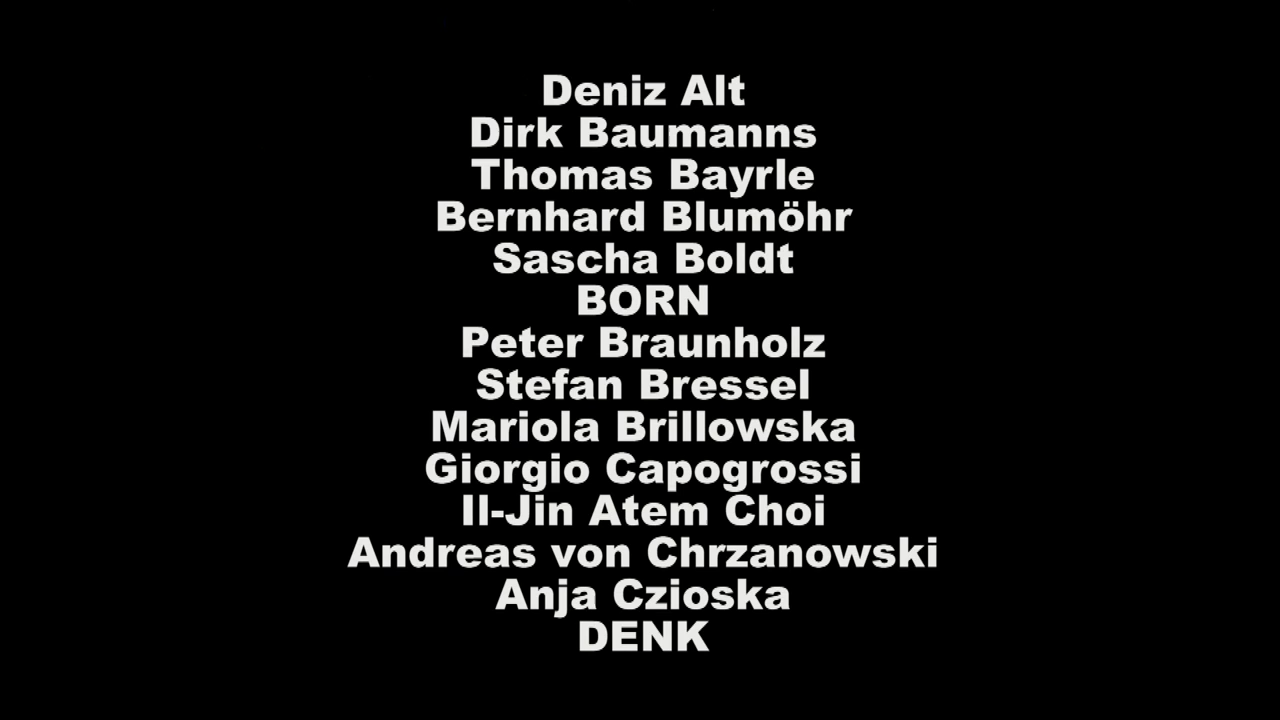 Deniz Alt
Dirk Baumanns
Thomas Bayrle
Bernhard Blumöhr
Sascha Boldt
BORN
Peter Braunholz
Stefan Bressel
Mariola Brillowska
Giorgio Capogrossi
Il-Jin Atem Choi
Andreas von Chrzanowski
Anja Czioska
DENK